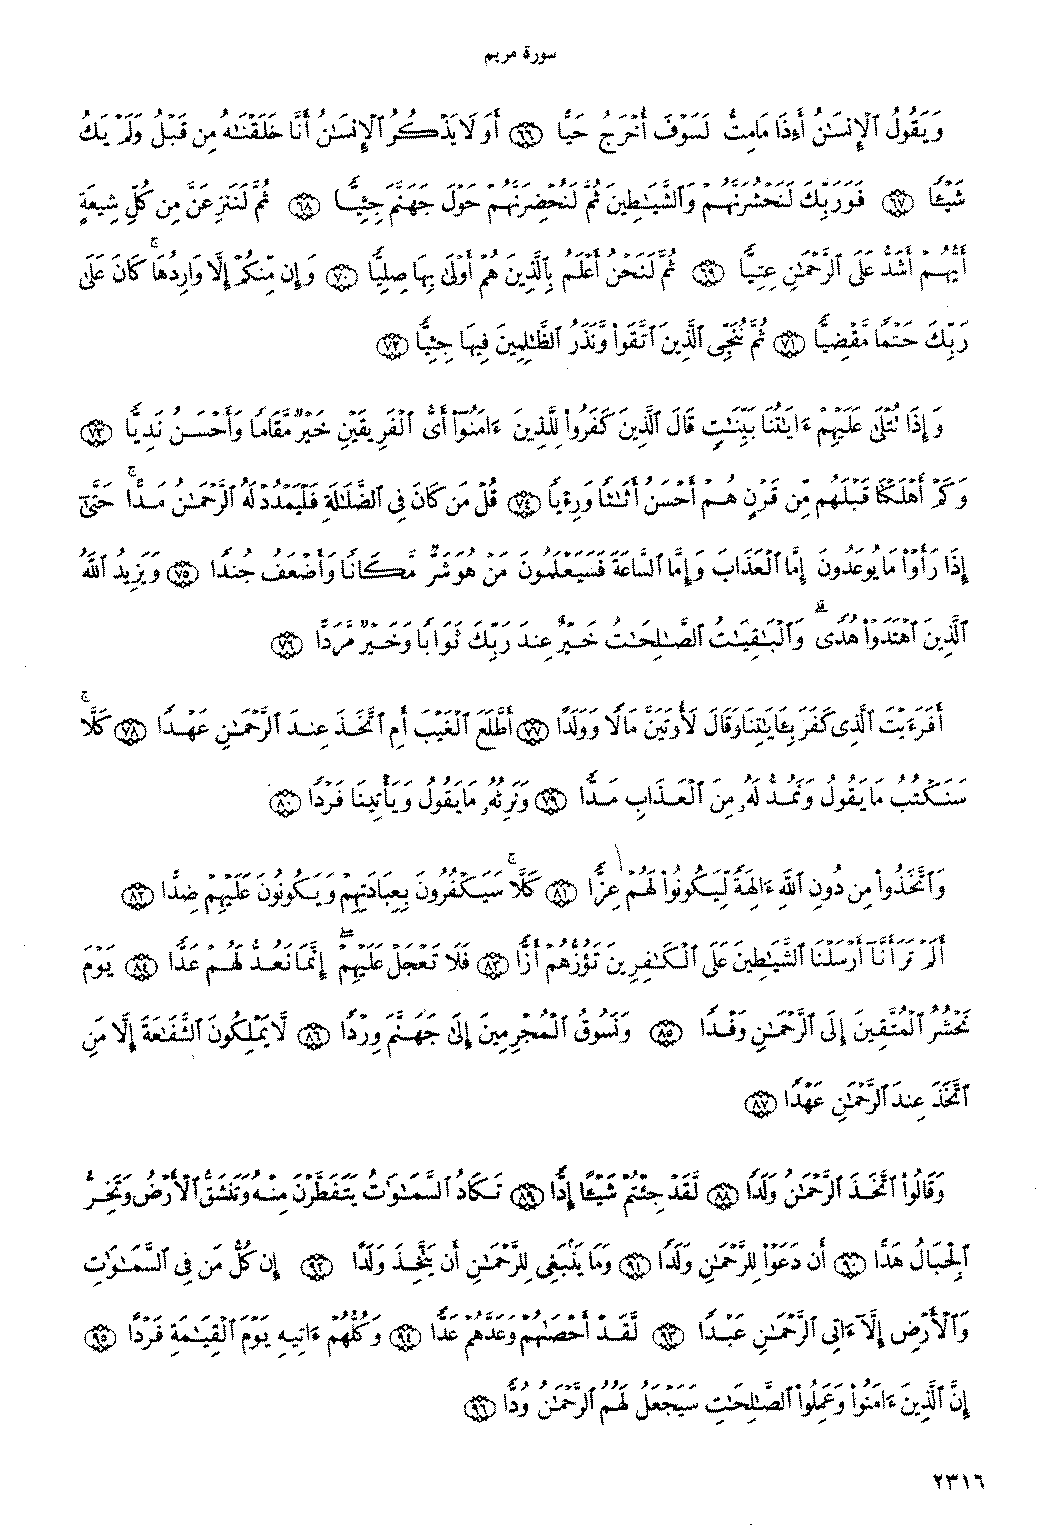 سورة مريم
وَيَقُولُ ٱلْإِنسَـٰنُ أَءِذَا مَا مِتُّ لَسَوْفَ أُخْرَجُ حَيًّا ﴿٦٦﴾ أَوَلَا يَذْكُرُ ٱلْإِنسَـٰنُ أَنَّا خَلَقْنَـٰهُ مِن قَبْلُ وَلَمْ يَكُ
شَيْـًٔا ﴿٦٧﴾ فَوَرَبِّكَ لَنَحْشُرَنَّهُمْ وَٱلشَّيَـٰطِينَ ثُمَّ لَنُحْضِرَنَّهُمْ حَوْلَ جَهَنَّمَ جِثِيًّا ﴿٦٨﴾ ثُمَّ لَنَنزِعَنَّ مِن كُلِّ شِيعَةٍ
أَيُّهُمْ أَشَدُّ عَلَى ٱلرَّحْمَـٰنِ عِتِيًّا ﴿٦٩﴾ ثُمَّ لَنَحْنُ أَعْلَمُ بِٱلَّذِينَ هُمْ أَوْلَىٰ بِهَا صِلِيًّا ﴿٧٠﴾ وَإِن مِّنكُمْ إِلَّا وَارِدُهَا ۚ كَانَ عَلَىٰ
رَبِّكَ حَتْمًا مَّقْضِيًّا ﴿٧١﴾ ثُمَّ نُنَجِّى ٱلَّذِينَ ٱتَّقَوا۟ وَّنَذَرُ ٱلظَّـٰلِمِينَ فِيهَا جِثِيًّا ﴿٧٢﴾
وَإِذَا تُتْلَىٰ عَلَيْهِمْ ءَايَـٰتُنَا بَيِّنَـٰتٍ قَالَ ٱلَّذِينَ كَفَرُوا۟ لِلَّذِينَ ءَامَنُوٓا۟ أَىُّ ٱلْفَرِيقَيْنِ خَيْرٌ مَّقَامًا وَأَحْسَنُ نَدِيًّا ﴿٧٣﴾
وَكَمْ أَهْلَكْنَا قَبْلَهُم مِّن قَرْنٍ هُمْ أَحْسَنُ أَثَـٰثًا وَرِءْيًا ﴿٧٤﴾ قُلْ مَن كَانَ فِى ٱلضَّلَـٰلَةِ فَلْيَمْدُدْ لَهُ ٱلرَّحْمَـٰنُ مَدًّا ۚ حَتَّىٰٓ
إِذَا رَأَوْا۟ مَا يُوعَدُونَ إِمَّا ٱلْعَذَابَ وَإِمَّا ٱلسَّاعَةَ فَسَيَعْلَمُونَ مَنْ هُوَ شَرٌّ مَّكَانًا وَأَضْعَفُ جُندًا ﴿٧٥﴾ وَيَزِيدُ ٱللَّهُ
ٱلَّذِينَ ٱهْتَدَوْا۟ هُدًى ۗ وَٱلْبَـٰقِيَـٰتُ ٱلصَّـٰلِحَـٰتُ خَيْرٌ عِندَ رَبِّكَ ثَوَابًا وَخَيْرٌ مَّرَدًّا ﴿٧٦﴾
أَفَرَءَيْتَ ٱلَّذِى كَفَرَ بِـَٔايَـٰتِنَا وَقَالَ لَأُوتَيَنَّ مَالًا وَوَلَدًا ﴿٧٧﴾ أَطَّلَعَ ٱلْغَيْبَ أَمِ ٱتَّخَذَ عِندَ ٱلرَّحْمَـٰنِ عَهْدًا ﴿٧٨﴾ كَلَّا ۚ
سَنَكْتُبُ مَا يَقُولُ وَنَمُدُّ لَهُۥ مِنَ ٱلْعَذَابِ مَدًّا ﴿٧٩﴾ وَنَرِثُهُۥ مَا يَقُولُ وَيَأْتِينَا فَرْدًا ﴿٨٠﴾
وَٱتَّخَذُوا۟ مِن دُونِ ٱللَّهِ ءَالِهَةً لِّيَكُونُوا۟ لَهُمْ عِزًّا ﴿٨١﴾ كَلَّا ۚ سَيَكْفُرُونَ بِعِبَادَتِهِمْ وَيَكُونُونَ عَلَيْهِمْ ضِدًّا ﴿٨٢﴾
أَلَمْ تَرَ أَنَّآ أَرْسَلْنَا ٱلشَّيَـٰطِينَ عَلَى ٱلْكَـٰفِرِينَ تَؤُزُّهُمْ أَزًّا ﴿٨٣﴾ فَلَا تَعْجَلْ عَلَيْهِمْ ۖ إِنَّمَا نَعُدُّ لَهُمْ عَدًّا ﴿٨٤﴾ يَوْمَ
نَحْشُرُ ٱلْمُتَّقِينَ إِلَى ٱلرَّحْمَـٰنِ وَفْدًا ﴿٨٥﴾ وَنَسُوقُ ٱلْمُجْرِمِينَ إِلَىٰ جَهَنَّمَ وِرْدًا ﴿٨٦﴾ لَّا يَمْلِكُونَ ٱلشَّفَـٰعَةَ إِلَّا مَنِ
ٱتَّخَذَ عِندَ ٱلرَّحْمَـٰنِ عَهْدًا ﴿٨٧﴾
وَقَالُوا۟ ٱتَّخَذَ ٱلرَّحْمَـٰنُ وَلَدًا ﴿٨٨﴾ لَّقَدْ جِئْتُمْ شَيْـًٔا إِدًّا ﴿٨٩﴾ تَكَادُ ٱلسَّمَـٰوَٰتُ يَتَفَطَّرْنَ مِنْهُ وَتَنشَقُّ ٱلْأَرْضُ وَتَخِرُّ
ٱلْجِبَالُ هَدًّا ﴿٩٠﴾ أَن دَعَوْا۟ لِلرَّحْمَـٰنِ وَلَدًا ﴿٩١﴾ وَمَا يَنۢبَغِى لِلرَّحْمَـٰنِ أَن يَتَّخِذَ وَلَدًا ﴿٩٢﴾ إِن كُلُّ مَن فِى ٱلسَّمَـٰوَٰتِ
وَٱلْأَرْضِ إِلَّآ ءَاتِى ٱلرَّحْمَـٰنِ عَبْدًا ﴿٩٣﴾ لَّقَدْ أَحْصَىٰهُمْ وَعَدَّهُمْ عَدًّا ﴿٩٤﴾ وَكُلُّهُمْ ءَاتِيهِ يَوْمَ ٱلْقِيَـٰمَةِ فَرْدًا ﴿٩٥﴾
إِنَّ ٱلَّذِينَ ءَامَنُوا۟ وَعَمِلُوا۟ ٱلصَّـٰلِحَـٰتِ سَيَجْعَلُ لَهُمُ ٱلرَّحْمَـٰنُ وُدًّا ﴿٩٦﴾
٢٣١٦